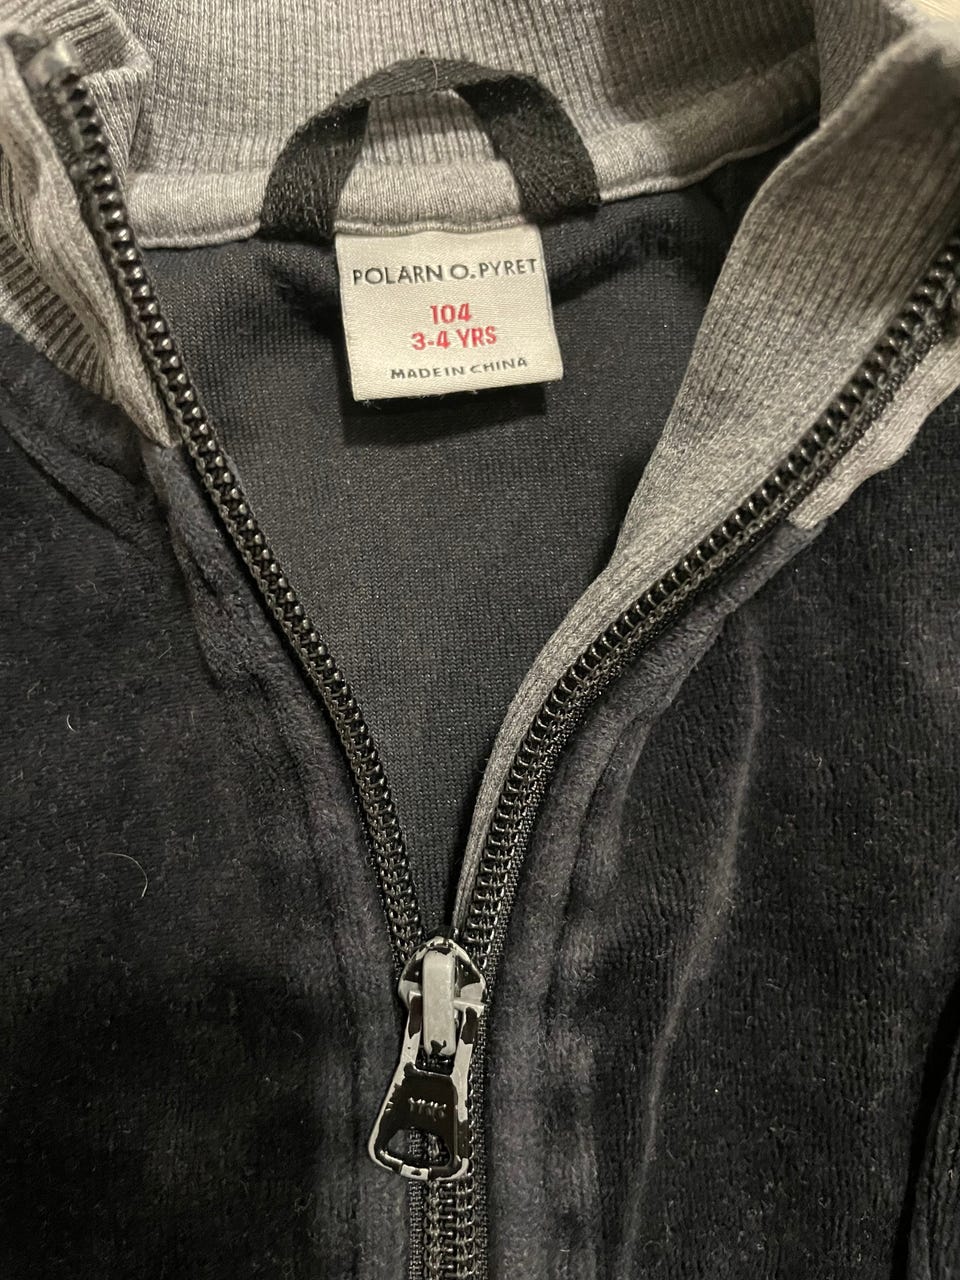 POLARN O. PYRET
104
3-4 YRS
MADE IN CHINA